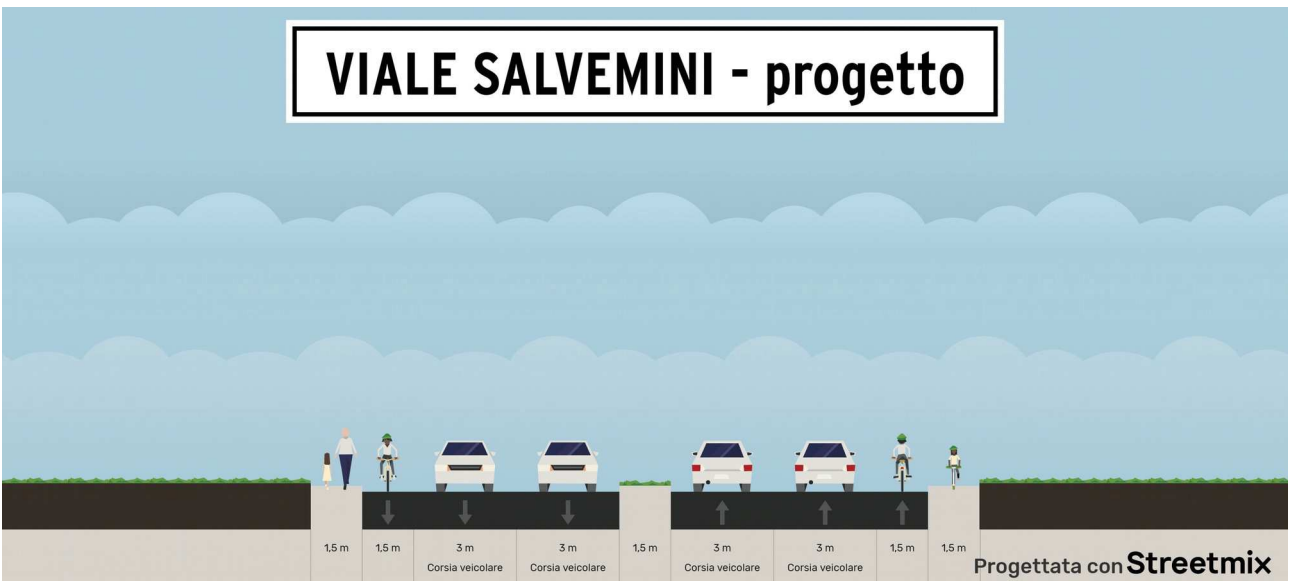 VIALE SALVEMINI - progetto
1,5 m
1,5 m
3 m
Corsia veicolare
3 m
Corsia veicolare
1,5 m
3 m
Corsia veicolare
3 m
Corsia veicolare
1,5 m
1,5 m
Progettata con Streetmix